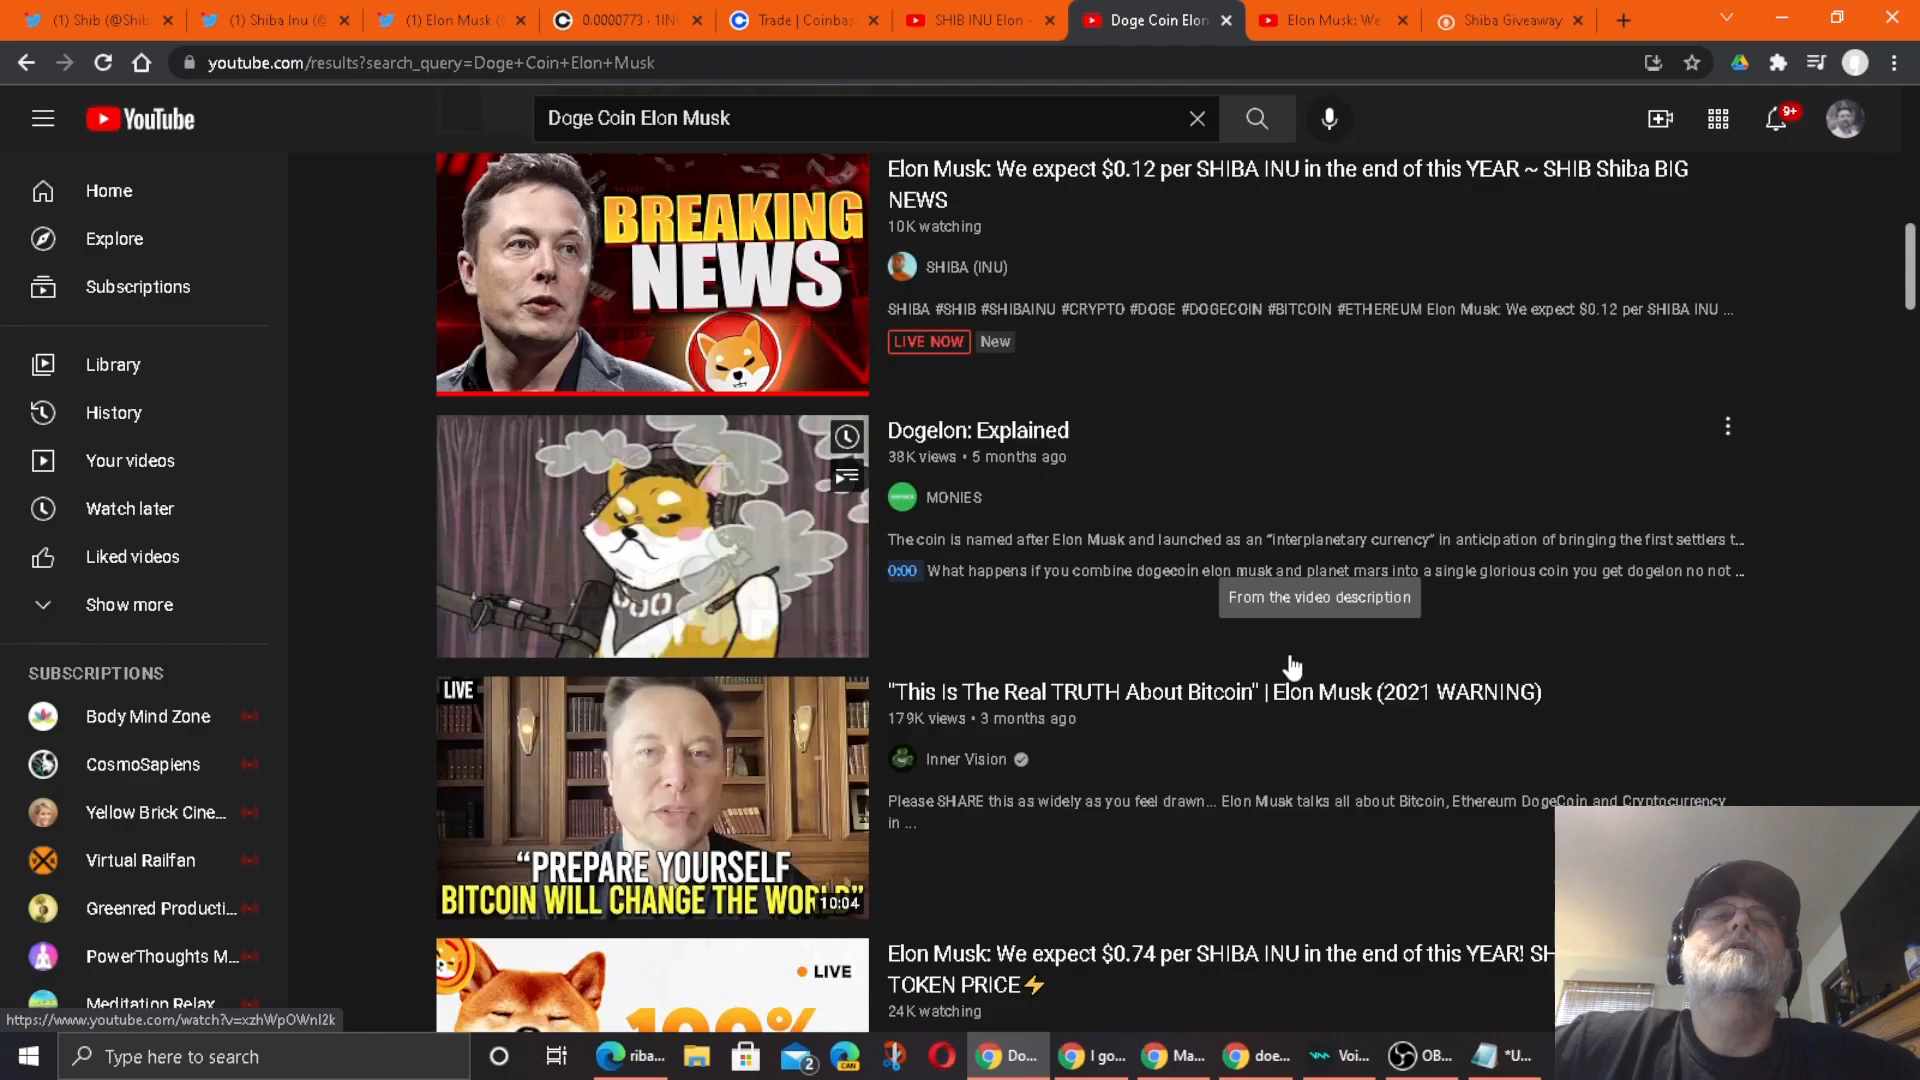 (1) Shib (@Shib
(1) Shiba Inu (@
(1) Elon Musk (
0.0000773 · 1IN
Trade | Coinbas
SHIB INU Elon -
Doge Coin Elon
Elon Musk: We
Shiba Giveaway
youtube.com/results?search_query=Doge+Coin+Elon+Musk
YouTube
Doge Coin Elon Musk
9+
Home
Explore
Subscriptions
Library
History
Your videos
Watch later
Liked videos
Show more
SUBSCRIPTIONS
Body Mind Zone
CosmoSapiens
Yellow Brick Cine...
Virtual Railfan
Greenred Producti...
PowerThoughts M...
Meditation Relax
BREAKING
NEWS
Elon Musk: We expect $0.12 per SHIBA INU in the end of this YEAR ~ SHIB Shiba BIG
NEWS
10K watching
SHIBA (INU)
SHIBA #SHIB #SHIBAINU #CRYPTO #DOGE #DOGECOIN #BITCOIN #ETHEREUM Elon Musk: We expect $0.12 per SHIBA INU ...
LIVE NOW New
Dogelon: Explained
38K views • 5 months ago
MONIES
The coin is named after Elon Musk and launched as an "interplanetary currency" in anticipation of bringing the first settlers t...
0:00 What happens if you combine dogecoin elon musk and planet mars into a single glorious coin you get dogelon no not ...
From the video description
LIVE
"PREPARE YOURSELF
BITCOIN WILL CHANGE THE WORLD"
10:04
"This Is The Real TRUTH About Bitcoin" | Elon Musk (2021 WARNING)
179K views • 3 months ago
Inner Vision
Please SHARE this as widely as you feel drawn... Elon Musk talks all about Bitcoin, Ethereum DogeCoin and Cryptocurrency
in ...
LIVE
100%
Elon Musk: We expect $0.74 per SHIBA INU in the end of this YEAR! SH
TOKEN PRICE⚡
24K watching
https://www.youtube.com/watch?v=xzhWpOWnI2k
Type here to search
riba...
2
CAN
Do...
I go...
Ma...
doe...
Voi...
OB...
*U...